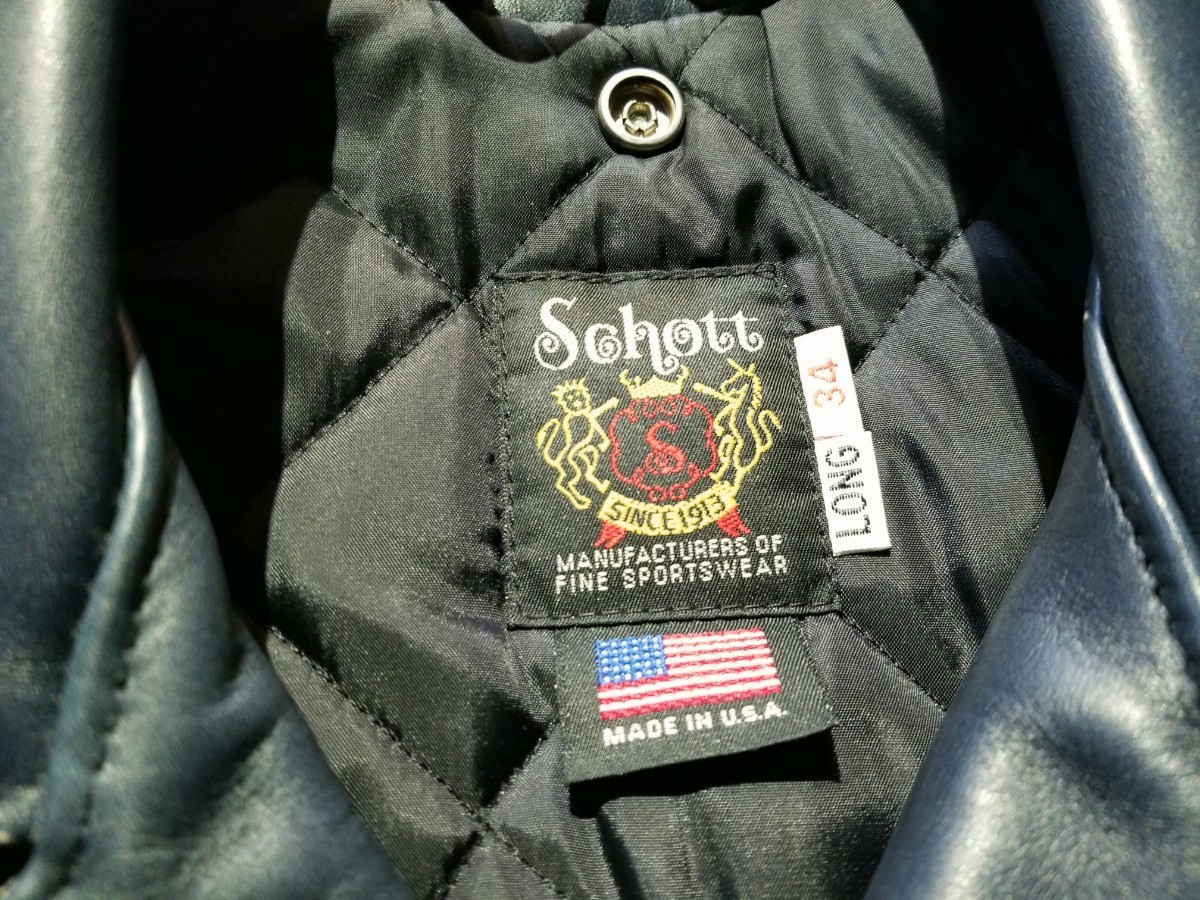 Schott
S
SINCE 1913
MANUFACTURERS OF
FINE SPORTSWEAR
34
LONG
MADE IN U.S.A.